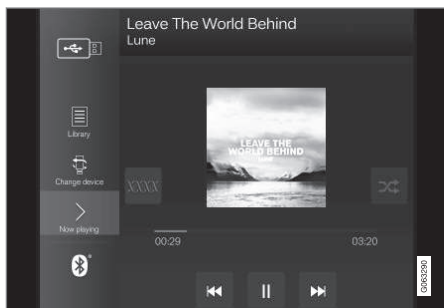 Leave The World Behind
Lune
Library
Change device
Now playing
LEAVE THE
WORLD BEHIND
LUNE
XXXX
00:29
03:20
G063290